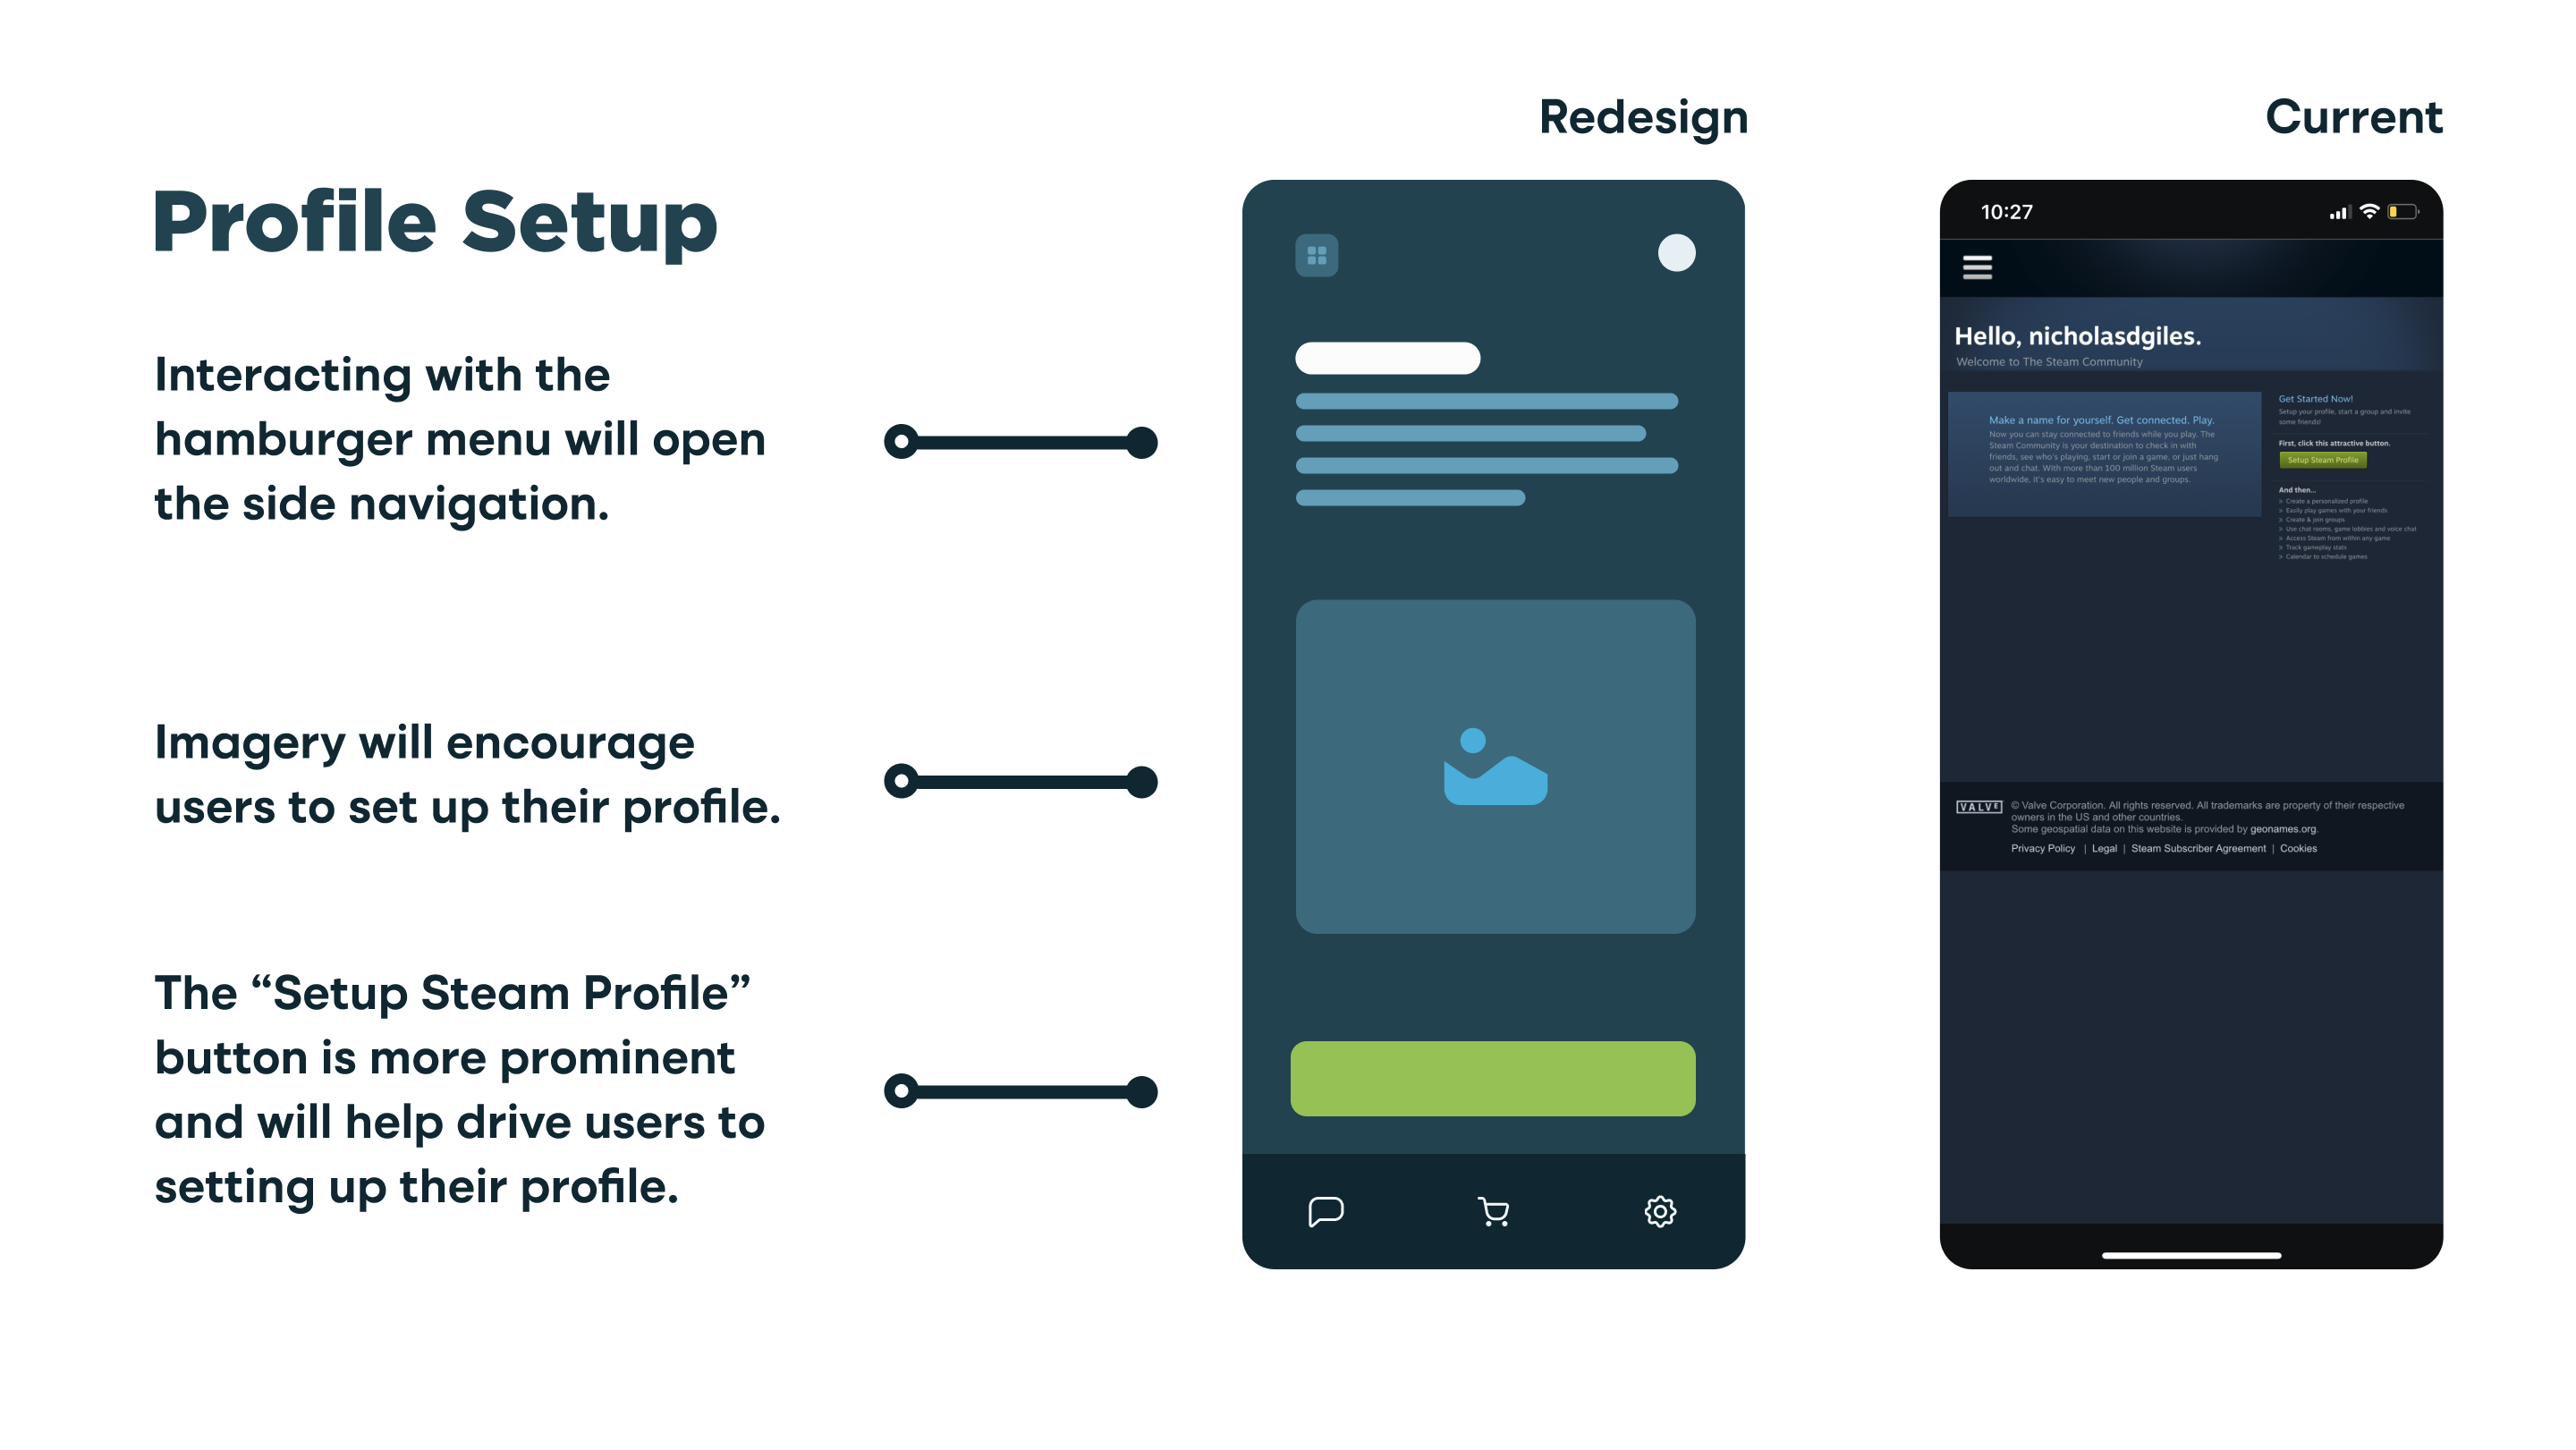 Redesign
Current
Profile Setup
Interacting with the
hamburger menu will open
the side navigation.
Imagery will encourage
users to set up their profile.
The “Setup Steam Profile”
button is more prominent
and will help drive users to
setting up their profile.
10:27
Hello, nicholasdgiles.
Welcome to The Steam Community
Make a name for yourself. Get connected. Play.
Now you can stay connected to friends while you play. The
Steam Community is your destination to check in with
friends, see who's playing, start or join a game, or just hang
out and chat. With more than 100 million Steam users
worldwide, it's easy to meet new people and groups.
Get Started Now!
Setup your profile, start a group and invite
some friends!
First, click this attractive button.
Setup Steam Profile
And then...
» Create a personalized profile
» Easily play games with your friends
» Create & join groups
» Use chat rooms, game lobbies and voice chat
» Access Steam from within any game
» Track gameplay stats
» Calendar to schedule games
VALVE
© Valve Corporation. All rights reserved. All trademarks are property of their respective
owners in the US and other countries.
Some geospatial data on this website is provided by geonames.org.
Privacy Policy | Legal | Steam Subscriber Agreement | Cookies